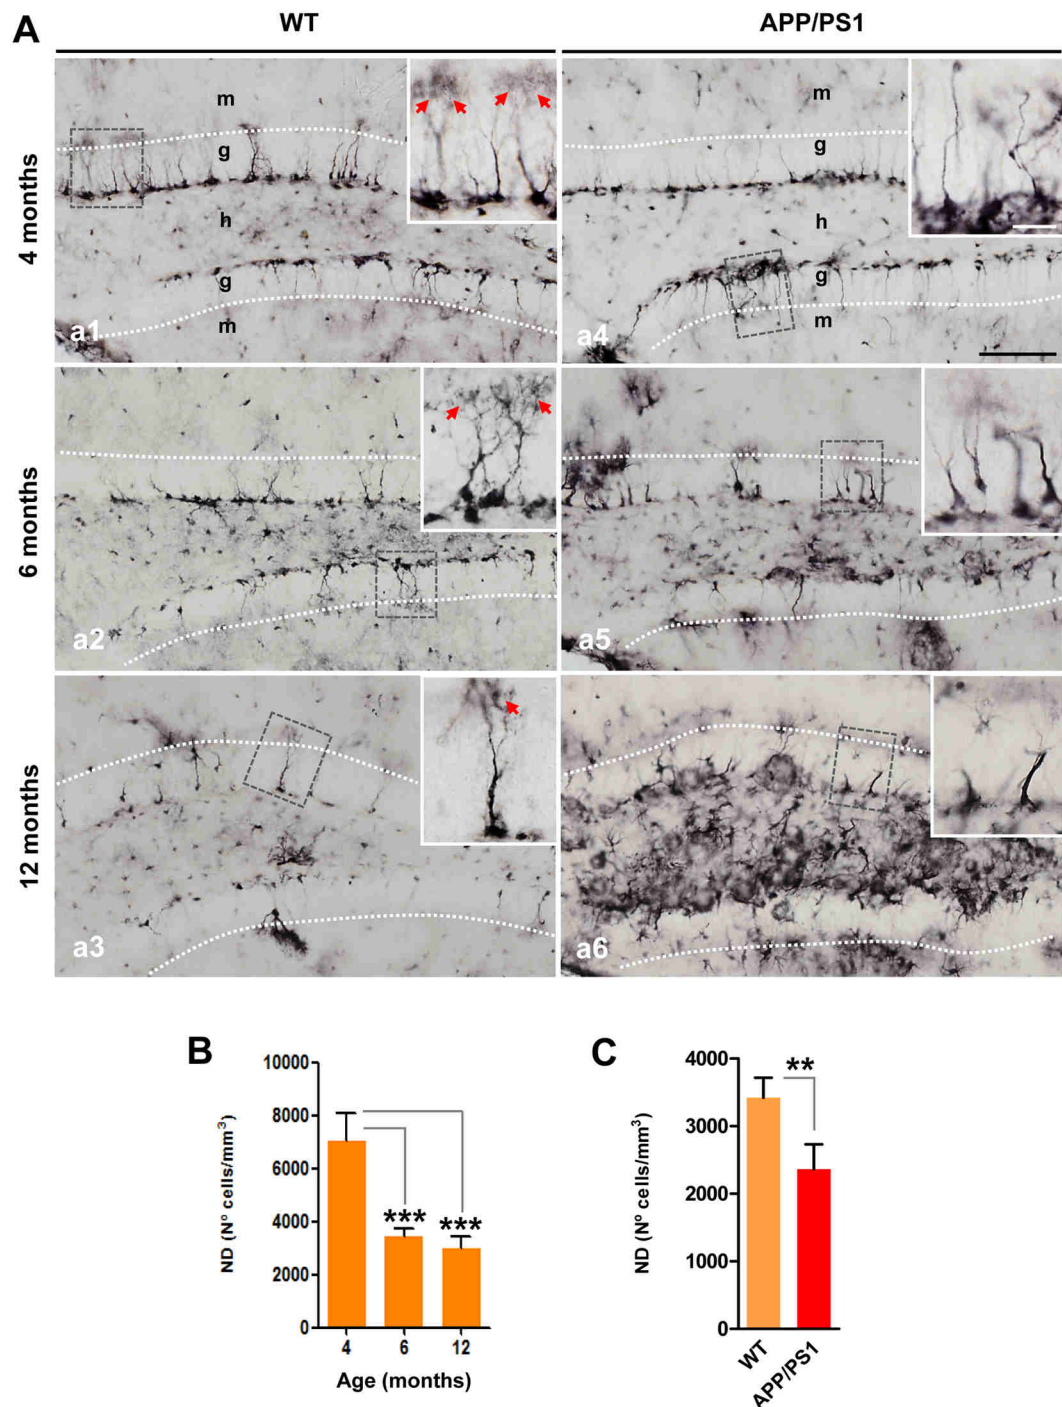 A
WT
APP/PS1
4 months
m
g
h
g
m
a1
m
g
h
g
m
a4
6 months
a2
a5
12 months
a3
a6
B
ND (Nº cells/mm³)
10000
8000
6000
4000
2000
0
***
***
4 6 12
Age (months)
C
ND (Nº cells/mm³)
4000
3000
2000
1000
0
**
WT
APP/PS1